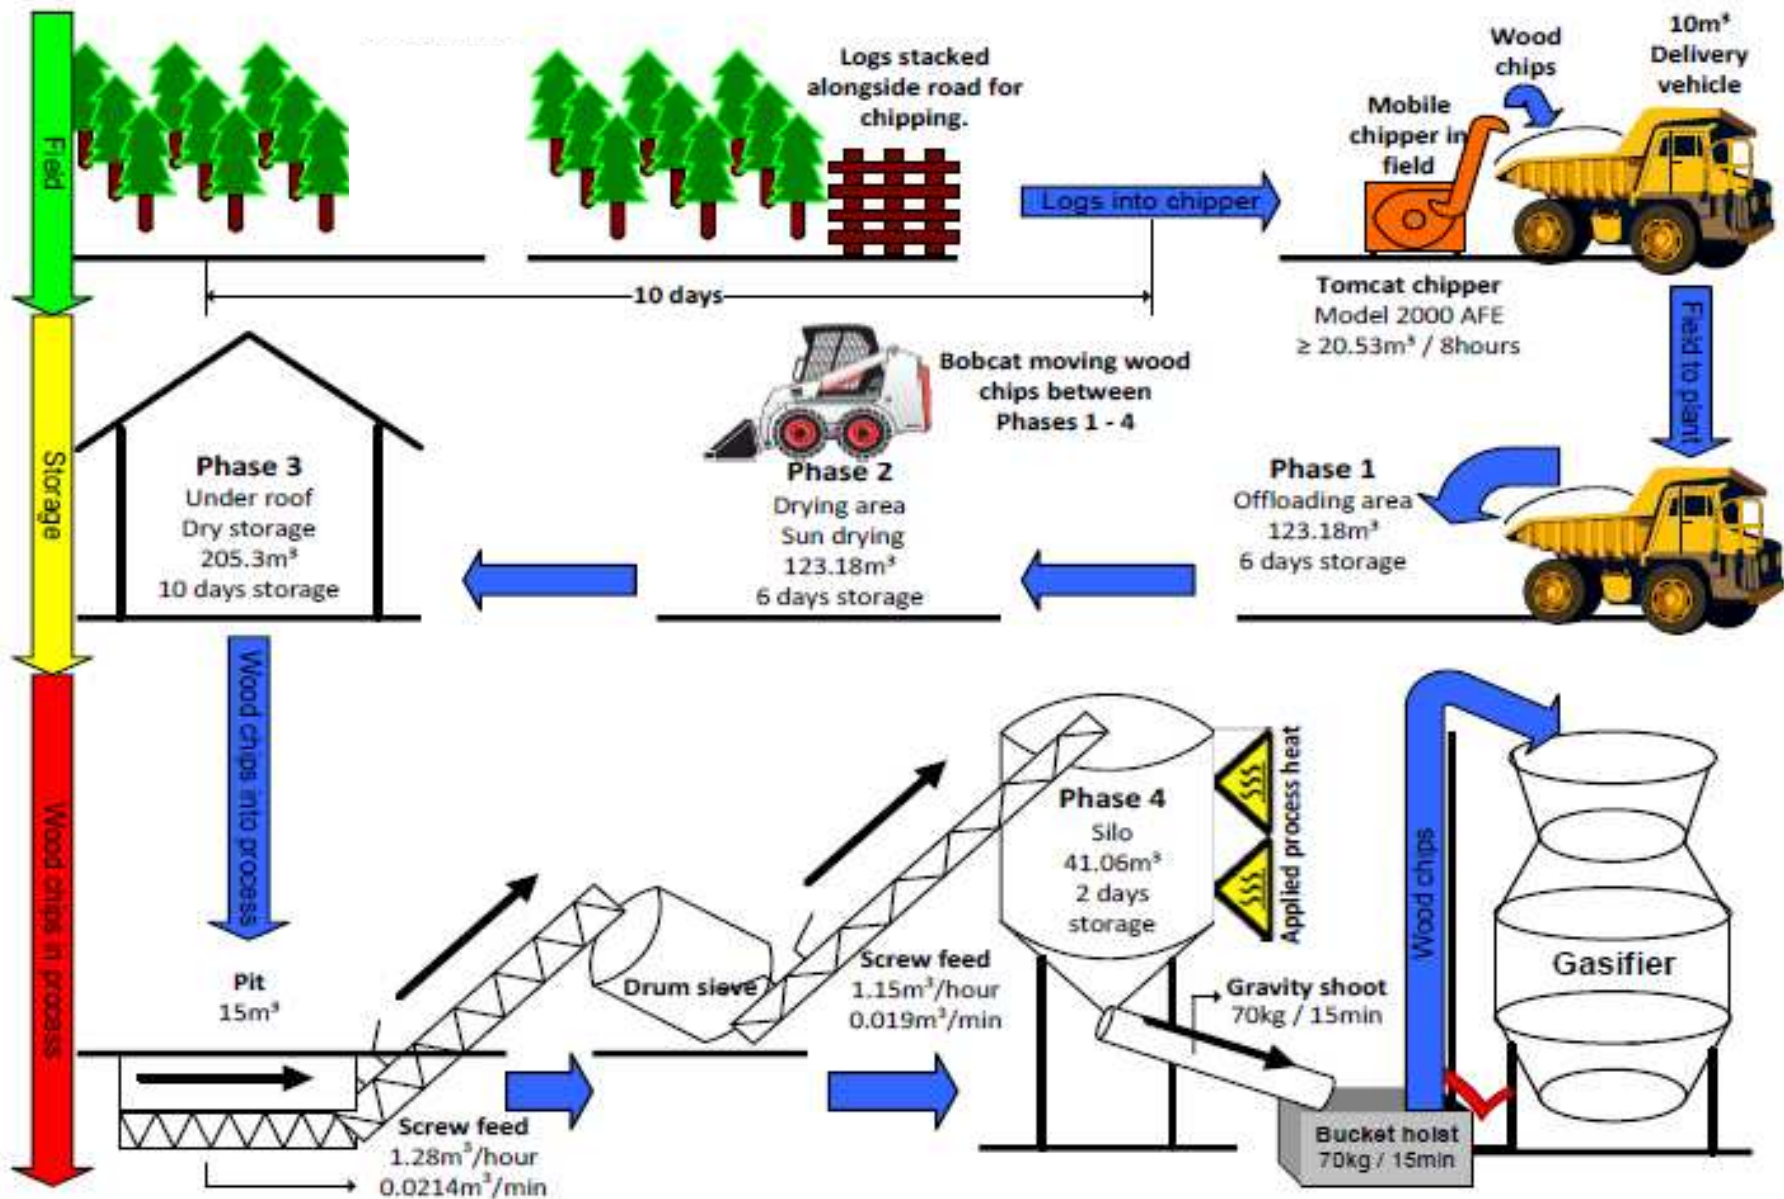 Field
Storage
Wood chips in process
Logs stacked
alongside road for
chipping.
Logs into chipper
10 days
Wood
chips
10m³
Delivery
vehicle
Mobile
chipper in
field
Tomcat chipper
Model 2000 AFE
≥ 20.53m³ / 8hours
Field to plant
Bobcat moving wood
chips between
Phases 1 - 4
Phase 1
Offloading area
123.18m³
6 days storage
Phase 2
Drying area
Sun drying
123.18m³
6 days storage
Phase 3
Under roof
Dry storage
205.3m³
10 days storage
Wood chips into process
Pit
15m³
Screw feed
1.28m³/hour
0.0214m³/min
Drum sieve
Screw feed
1.15m³/hour
0.019m³/min
Phase 4
Silo
41.06m³
2 days
storage
Applied process heat
Gravity shoot
70kg / 15min
Bucket hoist
70kg / 15min
Wood chips
Gasifier